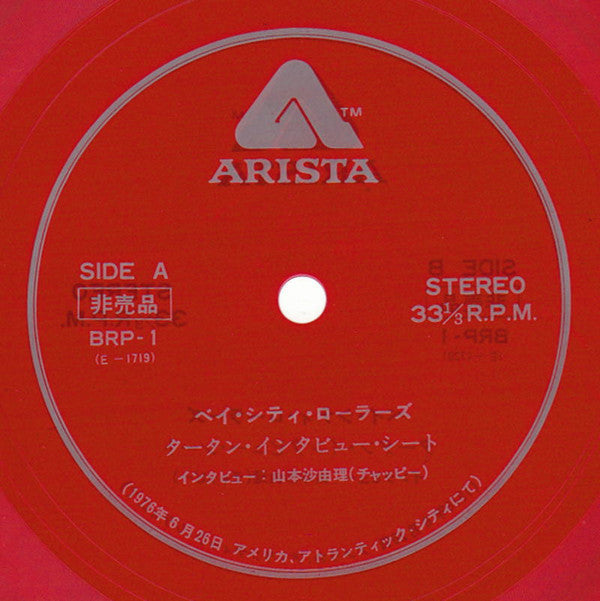 TM
ARISTA
SIDE A
非売品
BRP-1
(E-1719)
STEREO
33 1/3 R.P.M.
ベイ・シティ・ローラーズ
タータン・インタビュー・シート
インタビュー:山本沙由理(チャッピー)
(1976年6月26日 アメリカ、アトランティック・シティにて)